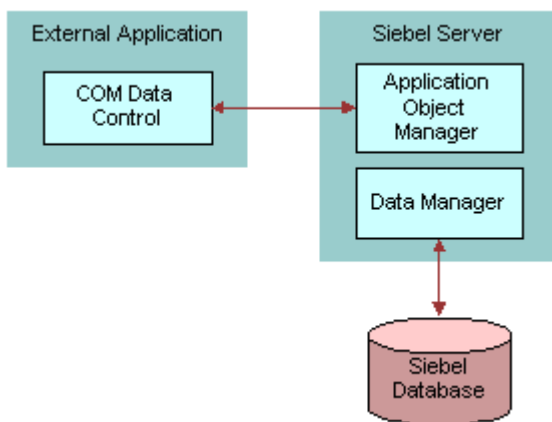 External Application
COM Data
Control
Siebel Server
Application
Object
Manager
Data Manager
Siebel
Database